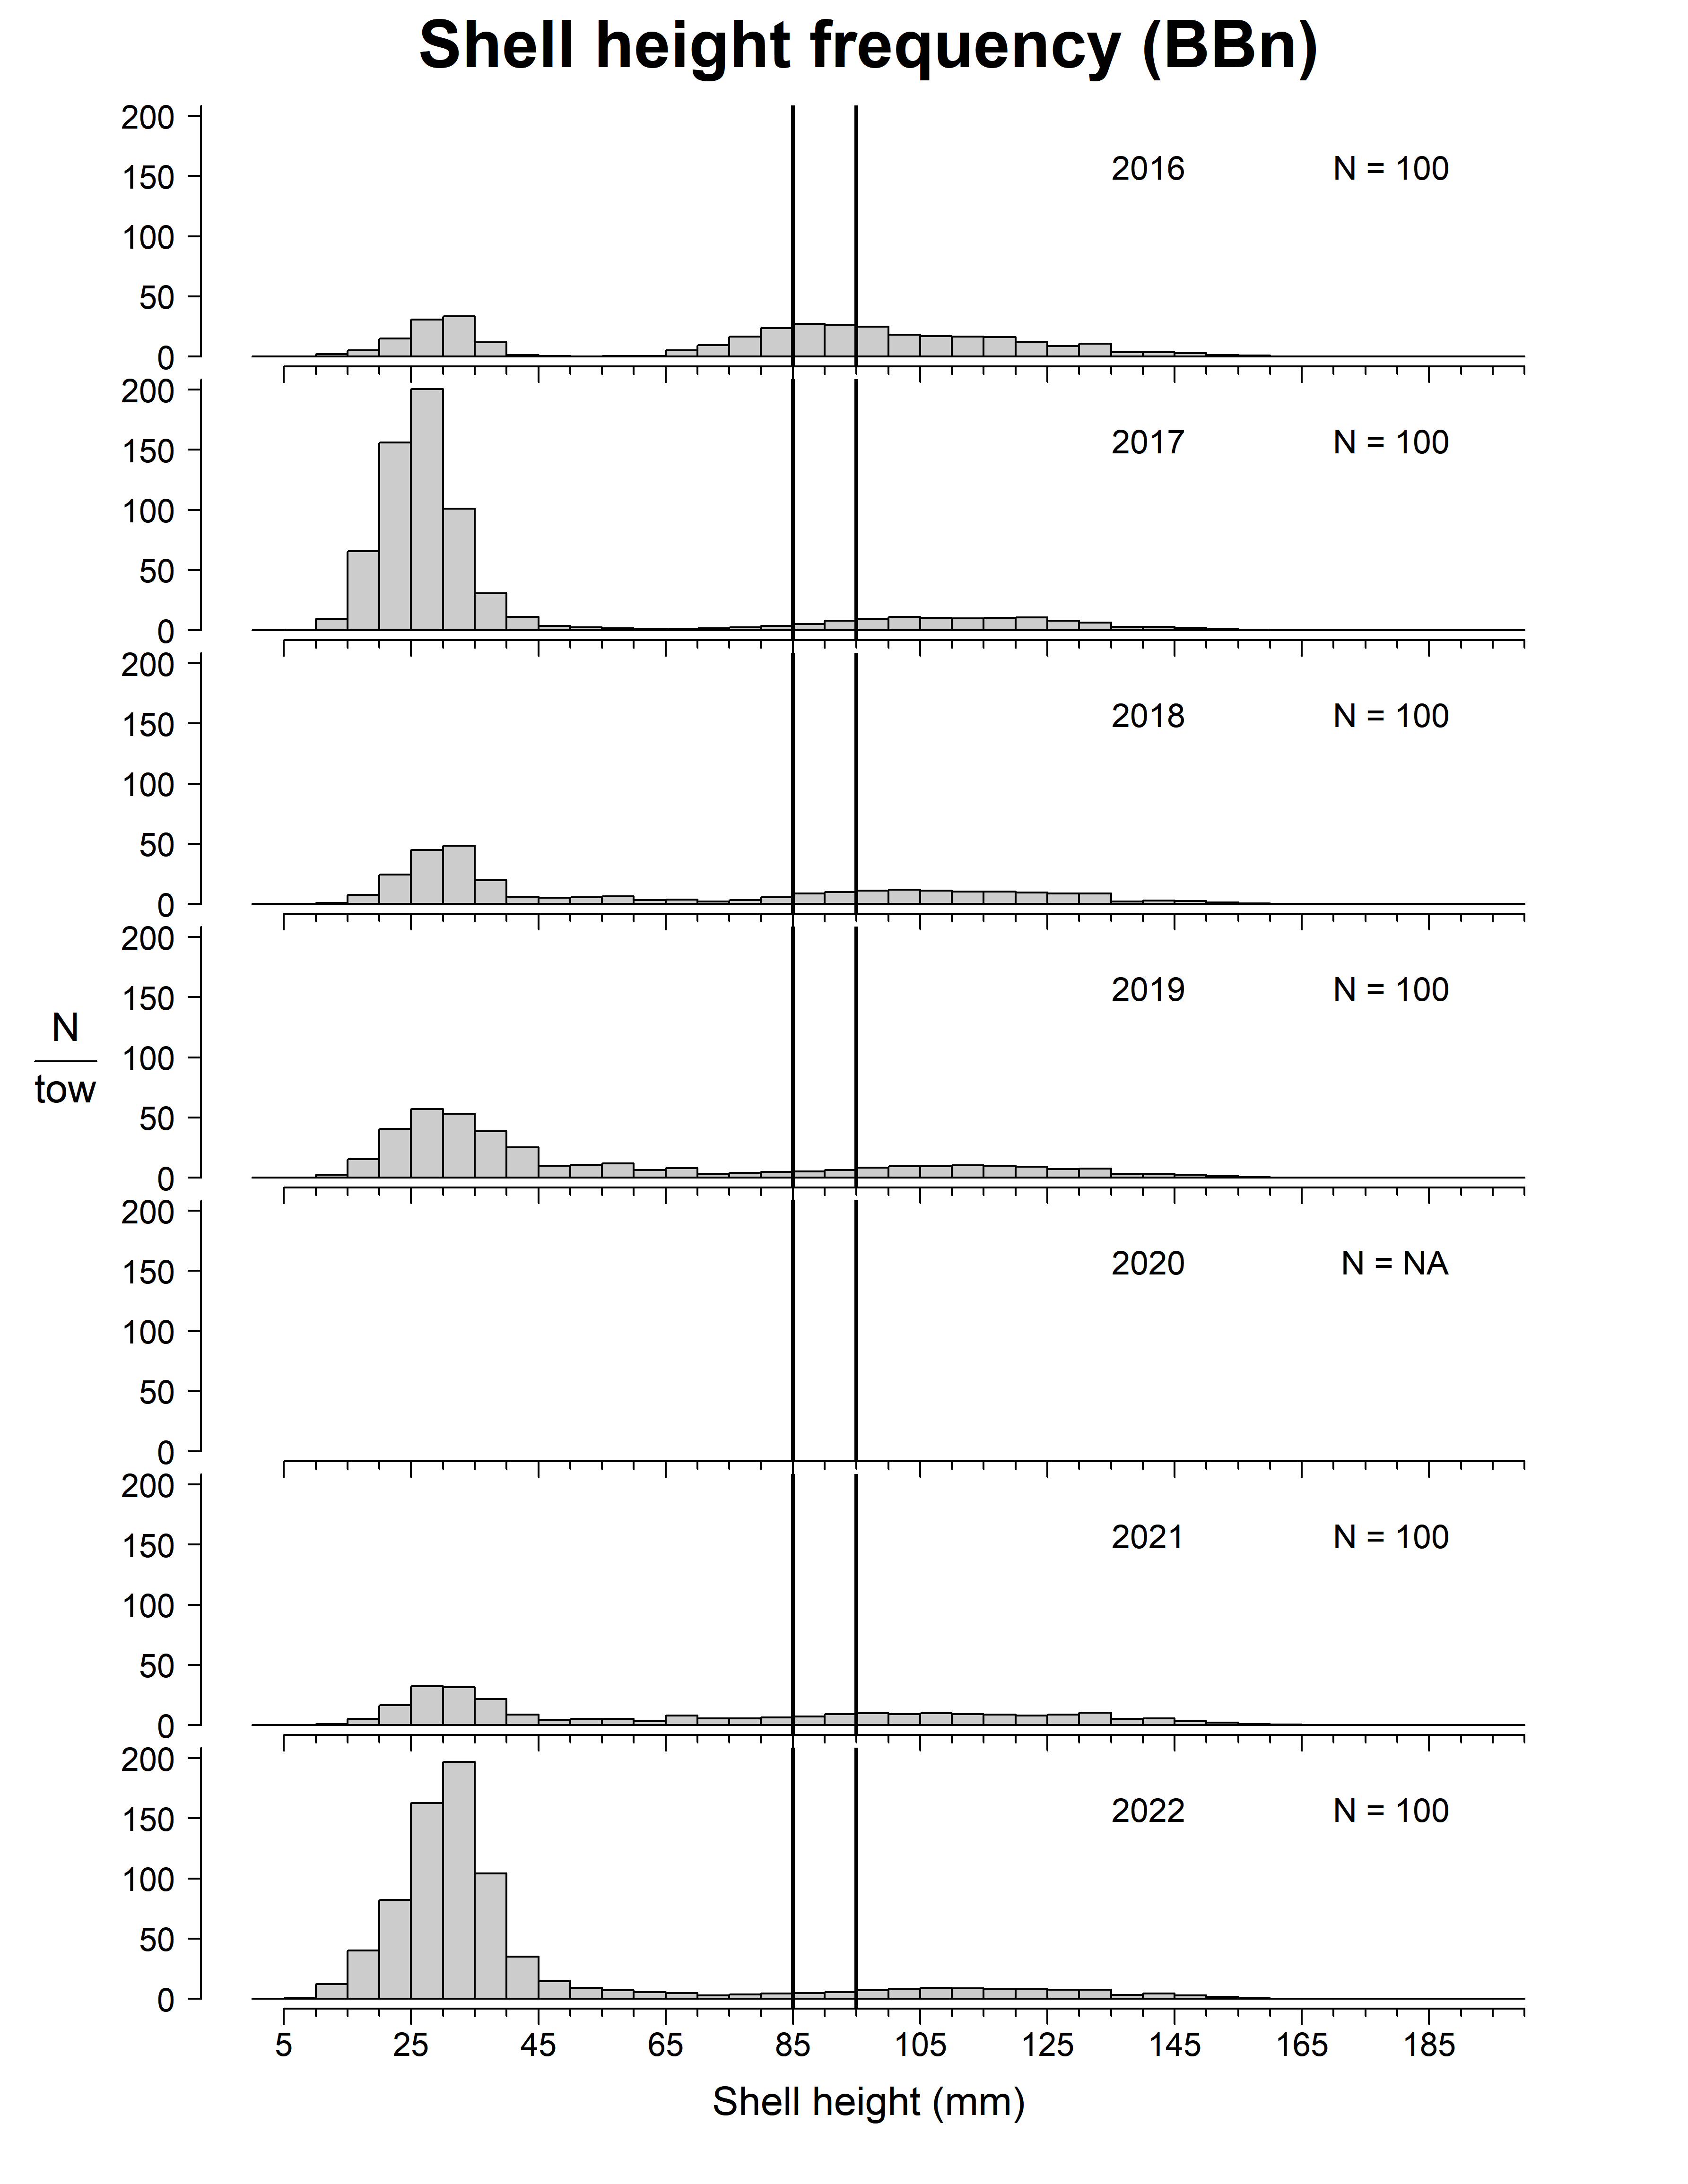 Shell height frequency (BBn)
200
150
100
50
0
2016 N = 100
200
150
100
50
0
2017 N = 100
200
150
100
50
0
2018 N = 100
200
150
100
50
0
2019 N = 100
N
tow
200
150
100
50
0
2020 N = NA
200
150
100
50
0
2021 N = 100
200
150
100
50
0
2022 N = 100
5 25 45 65 85 105 125 145 165 185
Shell height (mm)